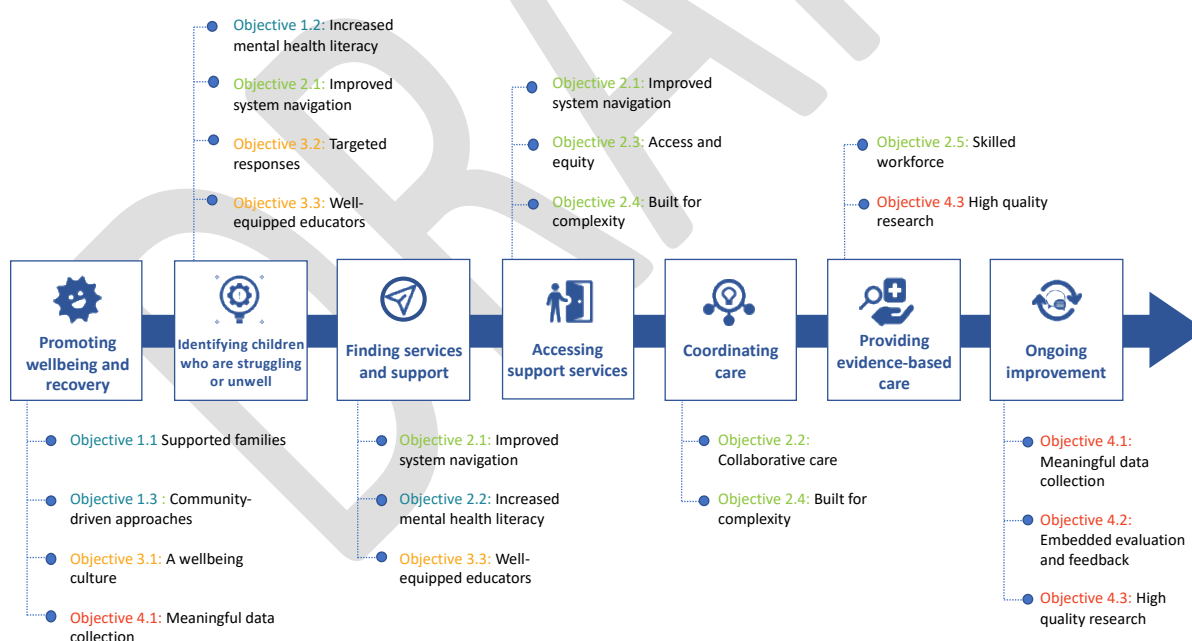 Objective 1.2: Increased
mental health literacy
Objective 2.1: Improved
system navigation
Objective 3.2: Targeted
responses
Objective 3.3: Well-
equipped educators
Objective 2.1: Improved
system navigation
Objective 2.3: Access and
equity
Objective 2.4: Built for
complexity
Objective 2.5: Skilled
workforce
Objective 4.3 High quality
research
Promoting
wellbeing and
recovery
Identifying children
who are struggling
or unwell
Finding services
and support
Accessing
support services
Coordinating
care
Providing
evidence-based
care
Ongoing
improvement
Objective 1.1 Supported families
Objective 1.3 : Community-
driven approaches
Objective 3.1: A wellbeing
culture
Objective 4.1: Meaningful data
collection
Objective 2.1: Improved
system navigation
Objective 2.2: Increased
mental health literacy
Objective 3.3: Well-
equipped educators
Objective 2.2:
Collaborative care
Objective 2.4: Built for
complexity
Objective 4.1:
Meaningful data
collection
Objective 4.2:
Embedded evaluation
and feedback
Objective 4.3: High
quality research